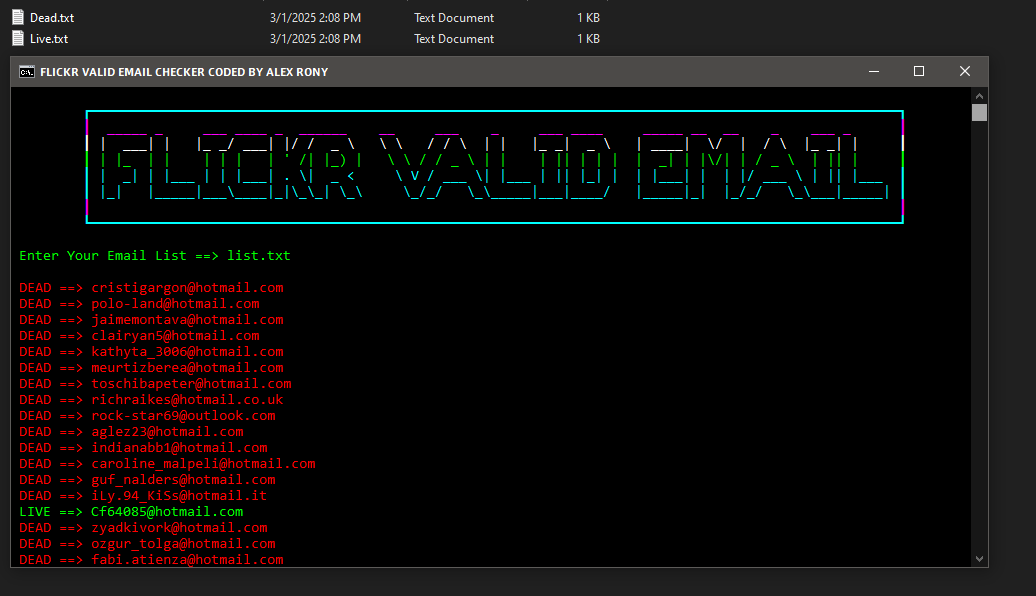 Dead.txt 3/1/2025 2:08 PM Text Document 1 KB
Live.txt 3/1/2025 2:08 PM Text Document 1 KB
FLICKR VALID EMAIL CHECKER CODED BY ALEX RONY
FLICKR VALID EMAIL
Enter Your Email List ==> list.txt
DEAD ==> cristigargon@hotmail.com
DEAD ==> polo-land@hotmail.com
DEAD ==> jaimemontava@hotmail.com
DEAD ==> clairyan5@hotmail.com
DEAD ==> kathyta_3006@hotmail.com
DEAD ==> meurtizberea@hotmail.com
DEAD ==> toschibapeter@hotmail.com
DEAD ==> richraikes@hotmail.co.uk
DEAD ==> rock-star69@outlook.com
DEAD ==> aglez23@hotmail.com
DEAD ==> indianabb1@hotmail.com
DEAD ==> caroline_malpeli@hotmail.com
DEAD ==> guf_nalders@hotmail.com
DEAD ==> iLy.94_KiSs@hotmail.it
LIVE ==> Cf64085@hotmail.com
DEAD ==> zyadkivork@hotmail.com
DEAD ==> ozgur_tolga@hotmail.com
DEAD ==> fabi.atienza@hotmail.com